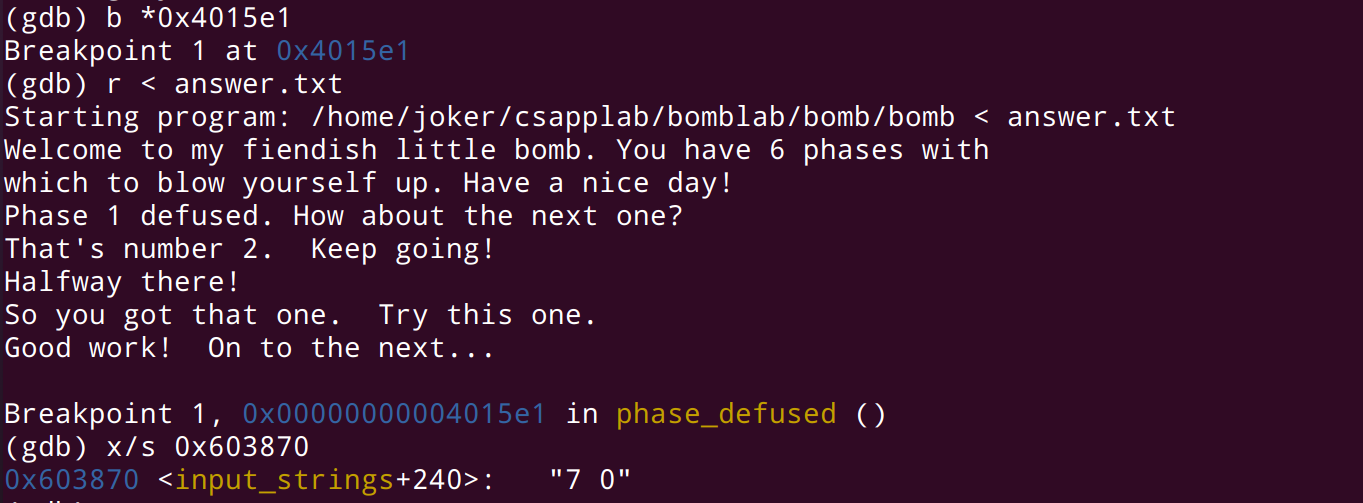 (gdb) b *0x4015e1
Breakpoint 1 at 0x4015e1
(gdb) r < answer.txt
Starting program: /home/joker/csapplab/bomblab/bomb/bomb < answer.txt
Welcome to my fiendish little bomb. You have 6 phases with
which to blow yourself up. Have a nice day!
Phase 1 defused. How about the next one?
That's number 2.  Keep going!
Halfway there!
So you got that one.  Try this one.
Good work!  On to the next...
Breakpoint 1, 0x00000000004015e1 in phase_defused ()
(gdb) x/s 0x603870
0x603870 <input_strings+240>:   "7 0"